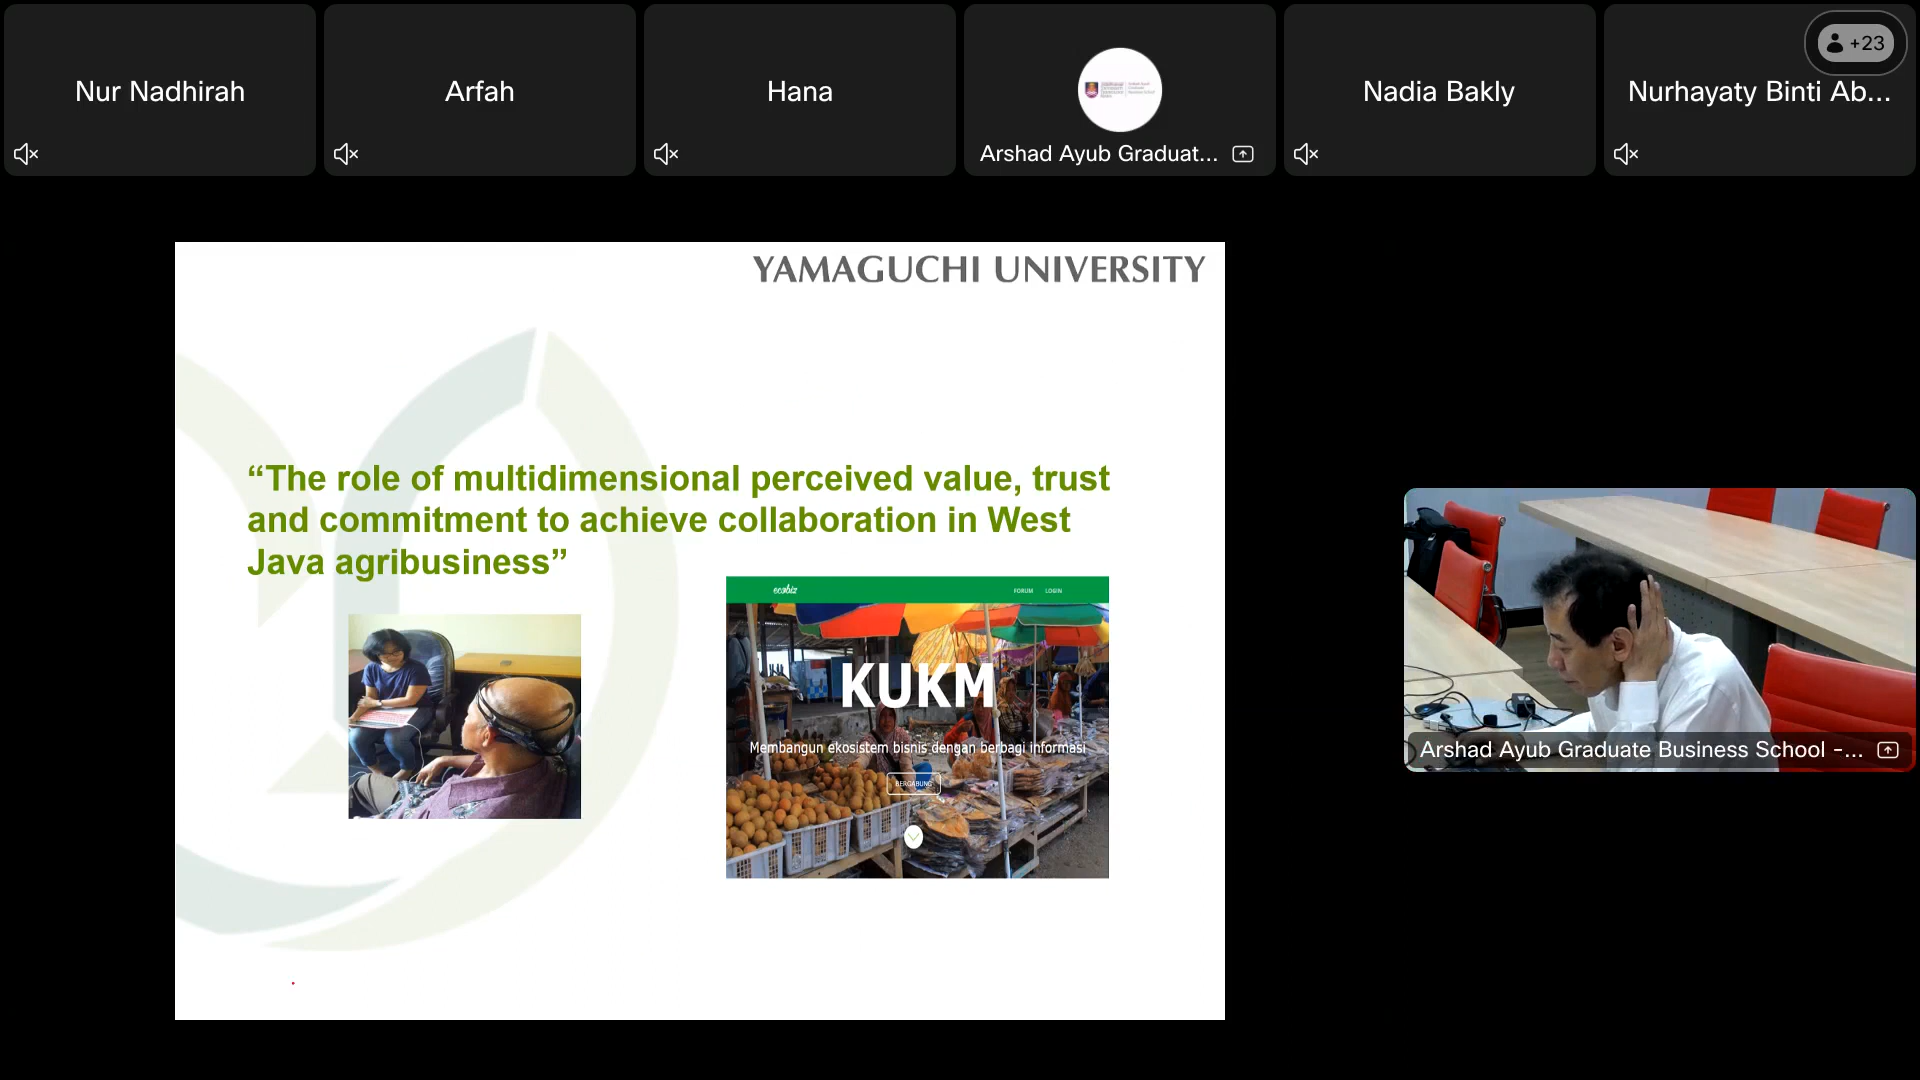 Nur Nadhirah
Arfah
Hana
Arshad Ayub Graduat...
Nadia Bakly
Nurhayaty Binti Ab...
+23
YAMAGUCHI UNIVERSITY
“The role of multidimensional perceived value, trust
and commitment to achieve collaboration in West
Java agribusiness”
ecobiz
FORUM
LOGIN
KUKM
Membangun ekosistem bisnis dengan berbagi informasi
BERGABUNG
Arshad Ayub Graduate Business School -...